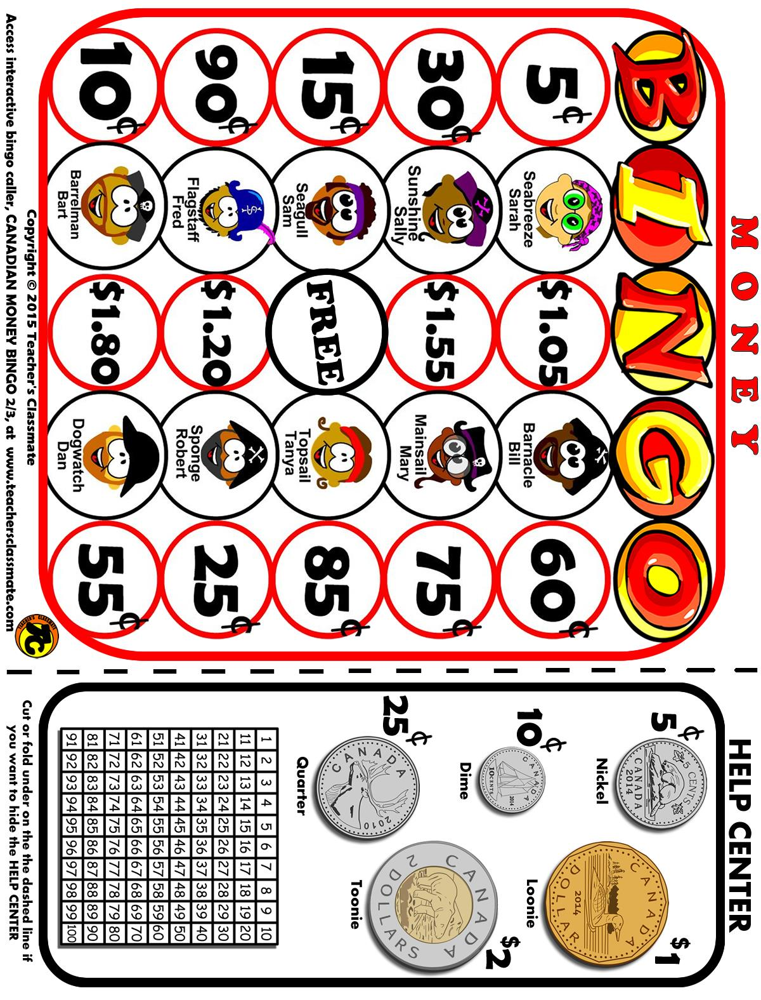 MONEY
BINGO
5¢
Seabreeze
Sarah
$1.05
Barnacle
Bill
60¢
30¢
Sunshine
Sally
$1.55
Mainsail
Mary
75¢
15¢
Seagull
Sam
FREE
Topsail
Tanya
85¢
90¢
Flagstaff
Fred
$1.20
Sponge
Robert
25¢
10¢
Barrelman
Bart
$1.80
Dogwatch
Dan
55¢
Copyright © 2015 Teacher's Classmate
Access interactive bingo caller, CANADIAN MONEY BINGO 2/3, at www.teachersclassmate.com
TEACHER'S CLASSMATE
TC
HELP CENTER
5¢
5 CENTS
CANADA
2014
Nickel
$1
CANADA
2014
DOLLAR
Loonie
10¢
CANADA
10 CENTS
2014
Dime
$2
CANADA
2 DOLLARS
Toonie
25¢
CANADA
2010
Quarter
1 2 3 4 5 6 7 8 9 10
11 12 13 14 15 16 17 18 19 20
21 22 23 24 25 26 27 28 29 30
31 32 33 34 35 36 37 38 39 40
41 42 43 44 45 46 47 48 49 50
51 52 53 54 55 56 57 58 59 60
61 62 63 64 65 66 67 68 69 70
71 72 73 74 75 76 77 78 79 80
81 82 83 84 85 86 87 88 89 90
91 92 93 94 95 96 97 98 99 100
Cut or fold under on the the dashed line if
you want to hide the HELP CENTER